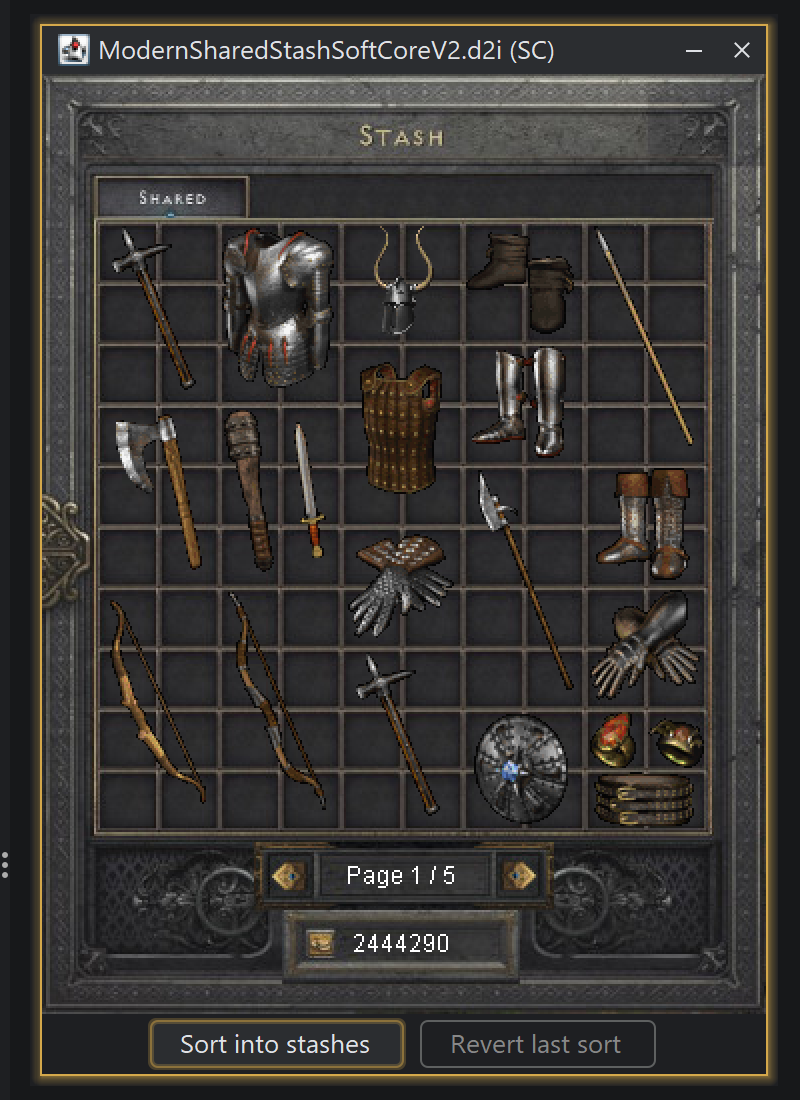 ModernSharedStashSoftCoreV2.d2i (SC)
Stash
Shared
Page 1 / 5
2444290
Sort into stashes
Revert last sort